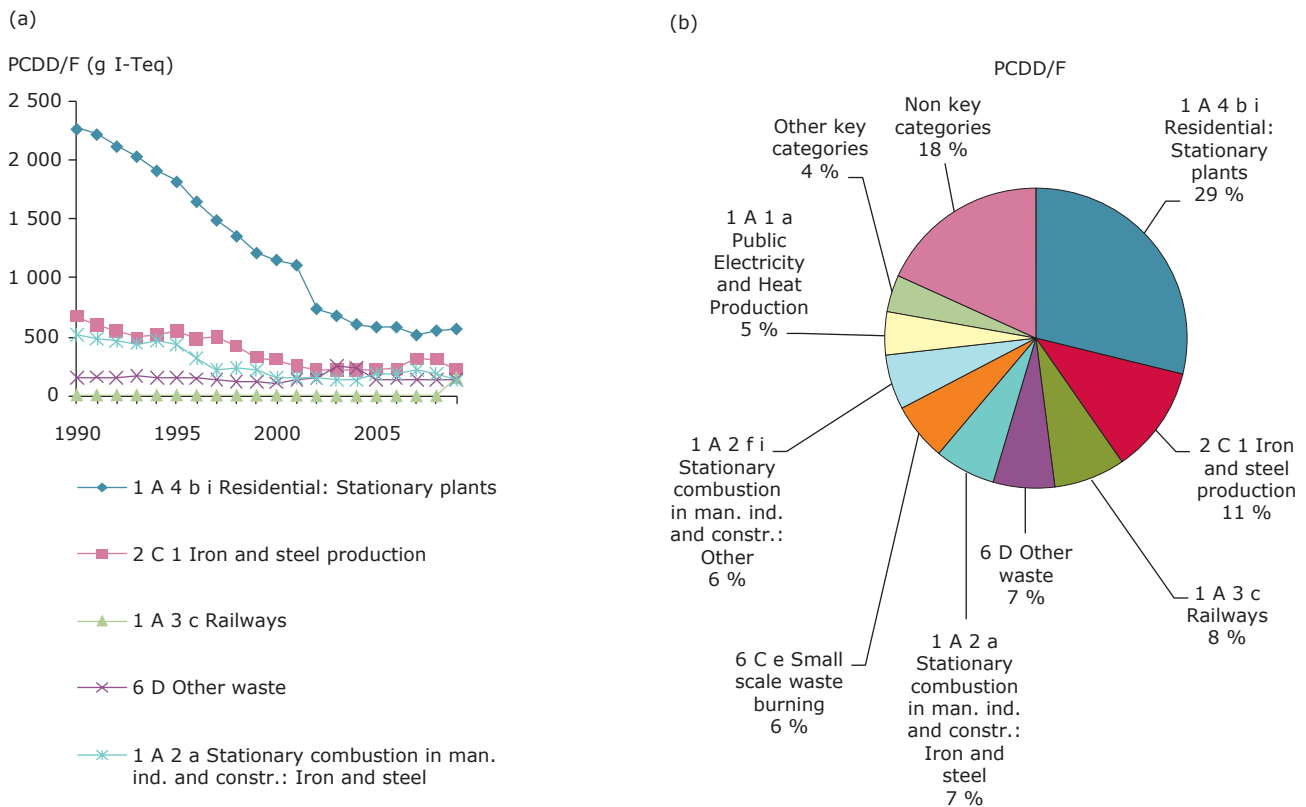 (a)
PCDD/F (g I-Teq)
2 500
2 000
1 500
1 000
500
0
1990 1995 2000 2005
1 A 4 b i Residential: Stationary plants
2 C 1 Iron and steel production
1 A 3 c Railways
6 D Other waste
1 A 2 a Stationary combustion in man.
ind. and constr.: Iron and steel
(b)
PCDD/F
1 A 4 b i
Residential:
Stationary
plants
29 %
2 C 1 Iron
and steel
production
11 %
1 A 3 c
Railways
8 %
6 D Other
waste
7 %
1 A 2 a
Stationary
combustion
in man. ind.
and constr.:
Iron and
steel
7 %
6 C e Small
scale waste
burning
6 %
1 A 2 f i
Stationary
combustion
in man. ind.
and constr.:
Other
6 %
1 A 1 a
Public
Electricity
and Heat
Production
5 %
Other key
categories
4 %
Non key
categories
18 %